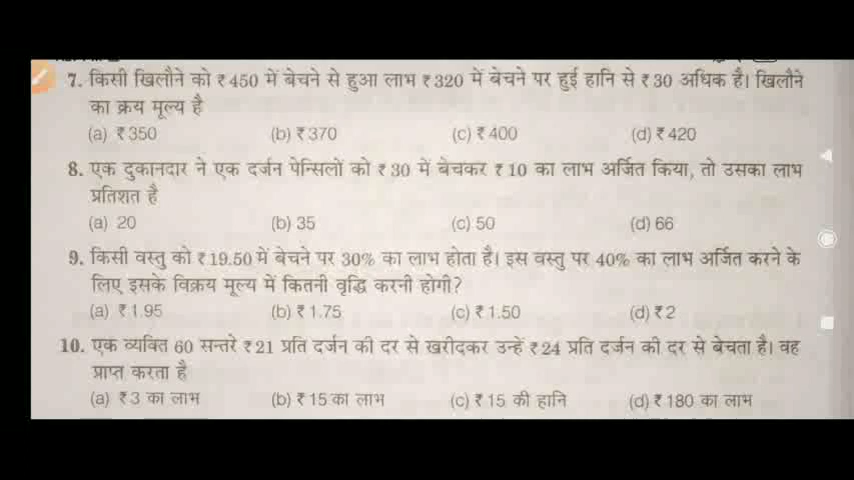 7. किसी खिलौने को ₹450 में बेचने से हुआ लाभ ₹320 में बेचने पर हुई हानि से ₹30 अधिक है। खिलौने
का क्रय मूल्य है
(a) ₹350 (b) ₹370 (c) ₹400 (d) ₹420
8. एक दुकानदार ने एक दर्जन पेन्सिलों को ₹30 में बेचकर ₹10 का लाभ अर्जित किया, तो उसका लाभ
प्रतिशत है
(a) 20 (b) 35 (c) 50 (d) 66
9. किसी वस्तु को ₹19.50 में बेचने पर 30% का लाभ होता है। इस वस्तु पर 40% का लाभ अर्जित करने के
लिए इसके विक्रय मूल्य में कितनी वृद्धि करनी होगी?
(a) ₹1.95 (b) ₹1.75 (c) ₹1.50 (d) ₹2
10. एक व्यक्ति 60 सन्तरे ₹21 प्रति दर्जन की दर से खरीदकर उन्हें ₹24 प्रति दर्जन की दर से बेचता है। वह
प्राप्त करता है
(a) ₹3 का लाभ (b) ₹15 का लाभ (c) ₹15 की हानि (d) ₹180 का लाभ